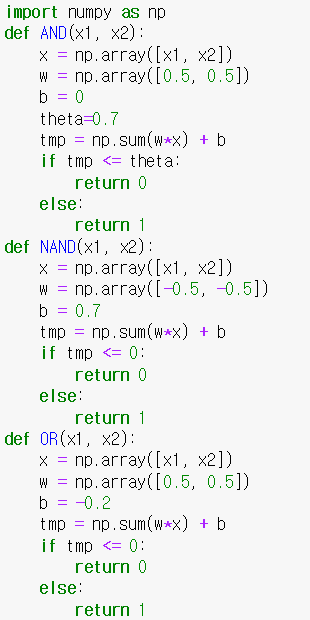 import numpy as np
def AND(x1, x2):
    x = np.array([x1, x2])
    w = np.array([0.5, 0.5])
    b = 0
    theta=0.7
    tmp = np.sum(w*x) + b
    if tmp <= theta:
        return 0
    else:
        return 1
def NAND(x1, x2):
    x = np.array([x1, x2])
    w = np.array([-0.5, -0.5])
    b = 0.7
    tmp = np.sum(w*x) + b
    if tmp <= 0:
        return 0
    else:
        return 1
def OR(x1, x2):
    x = np.array([x1, x2])
    w = np.array([0.5, 0.5])
    b = -0.2
    tmp = np.sum(w*x) + b
    if tmp <= 0:
        return 0
    else:
        return 1